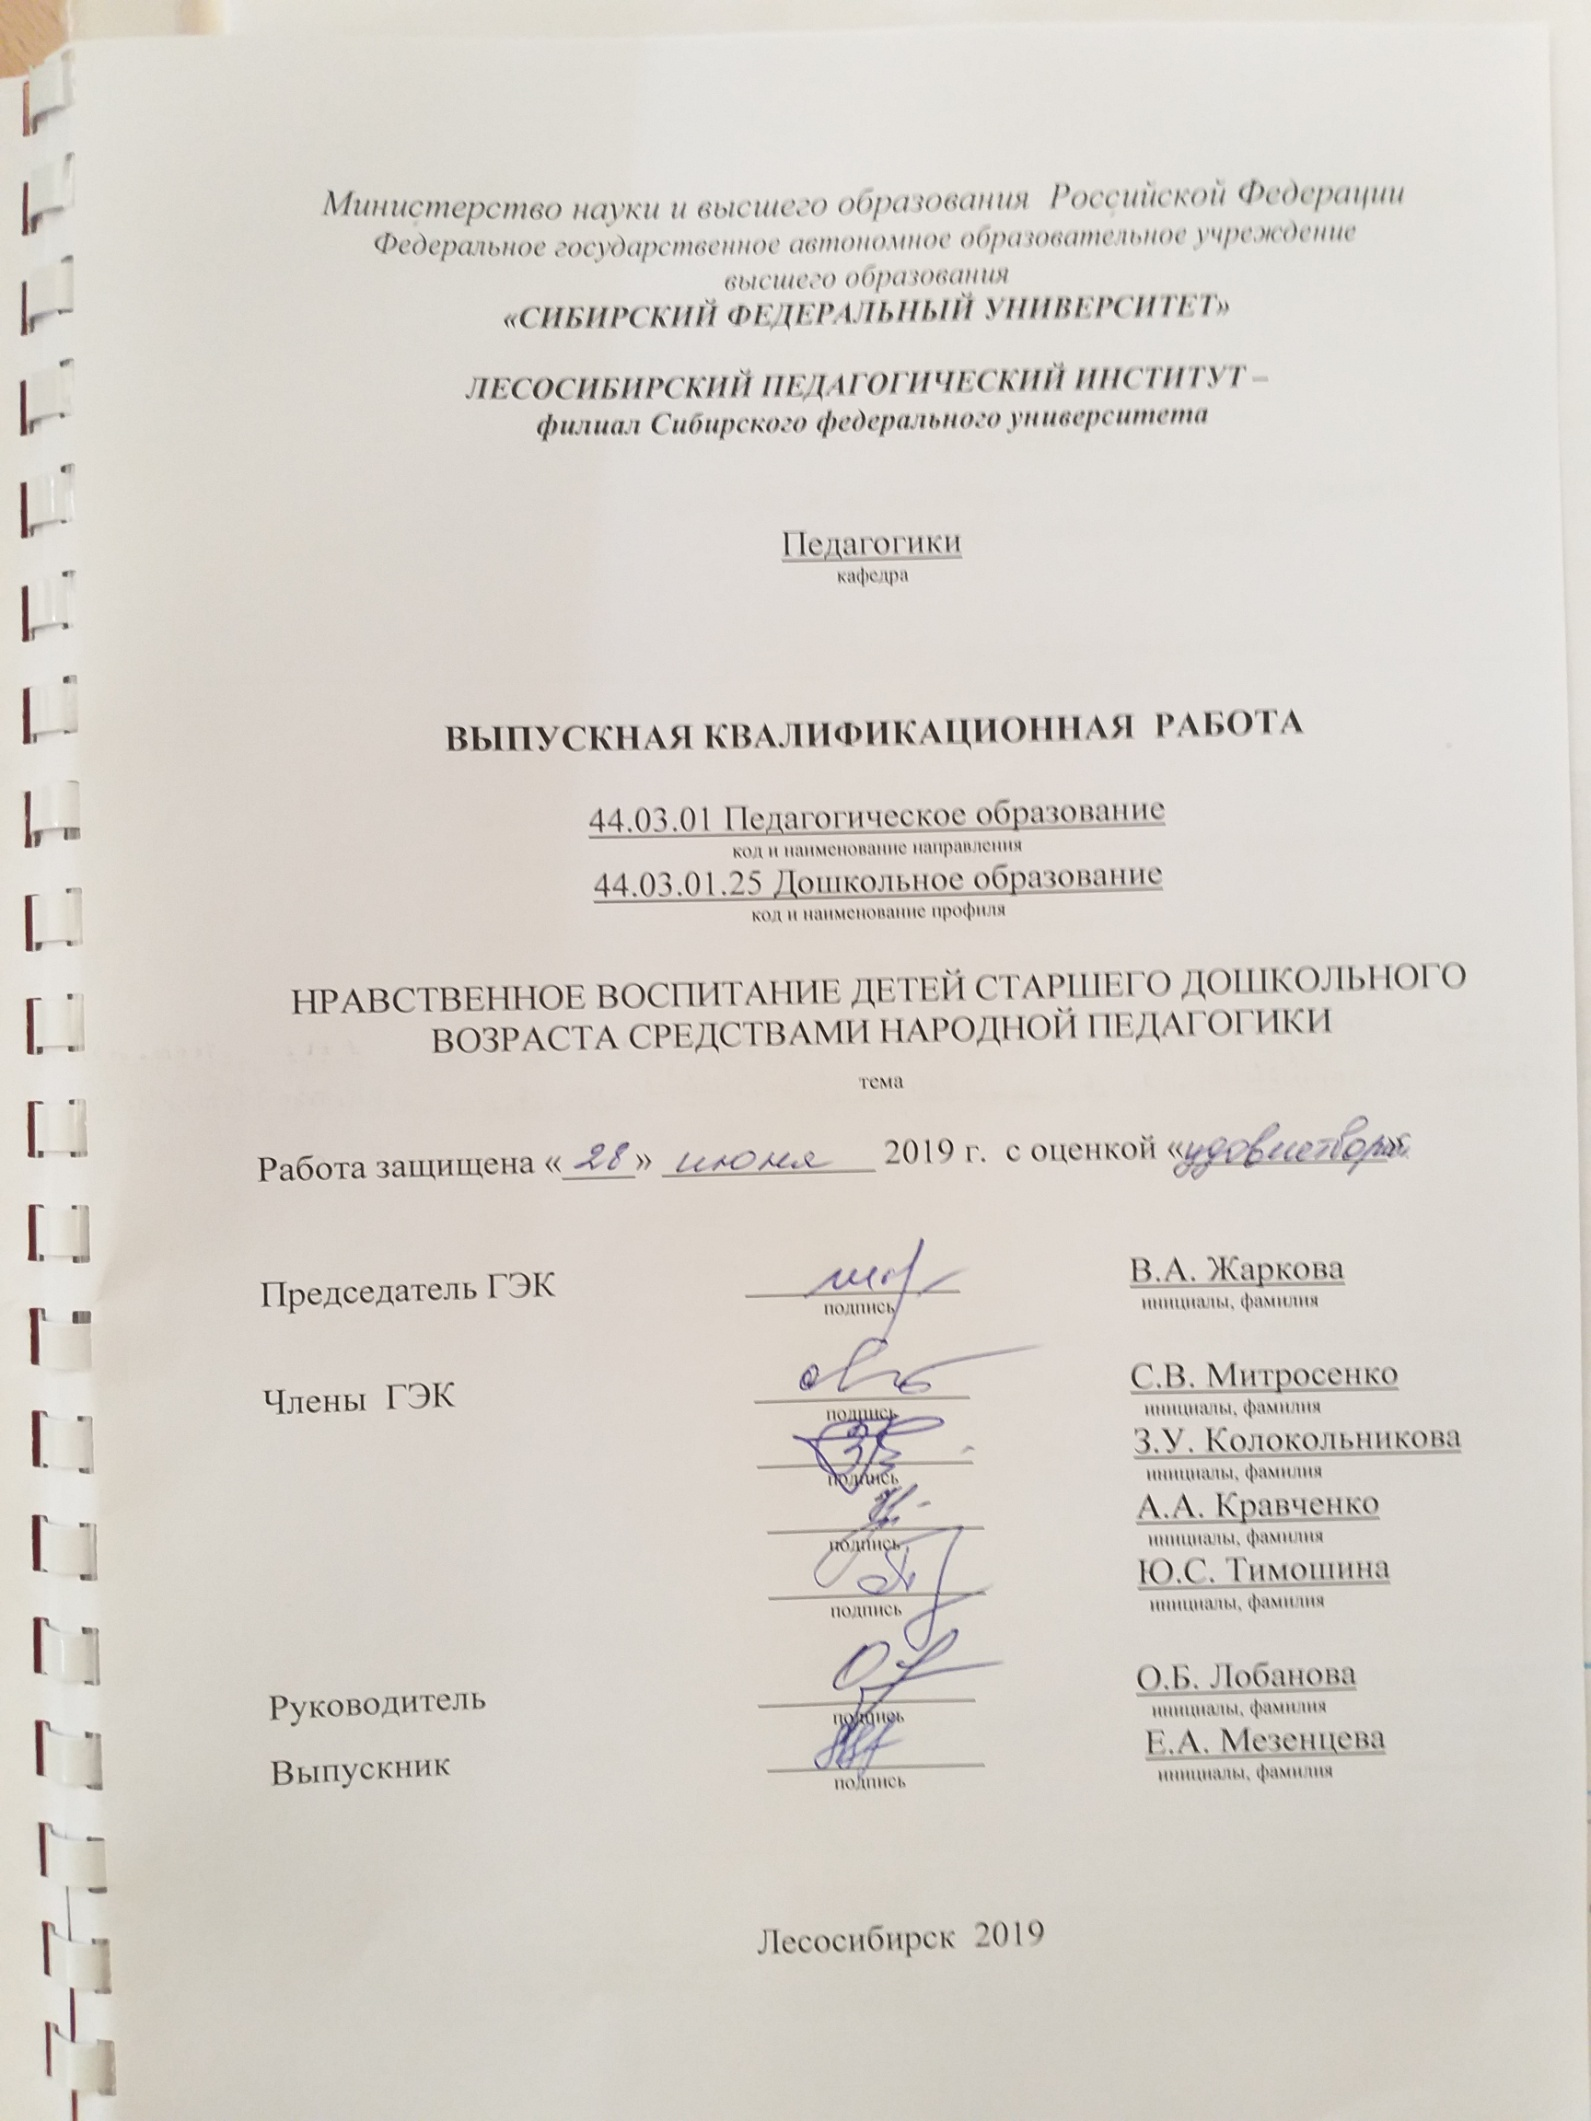 Министерство науки и высшего образования Российской Федерации
Федеральное государственное автономное образовательное учреждение
высшего образования
«СИБИРСКИЙ ФЕДЕРАЛЬНЫЙ УНИВЕРСИТЕТ»
ЛЕСОСИБИРСКИЙ ПЕДАГОГИЧЕСКИЙ ИНСТИТУТ –
филиал Сибирского федерального университета
Педагогики
кафедра
ВЫПУСКНАЯ КВАЛИФИКАЦИОННАЯ РАБОТА
44.03.01 Педагогическое образование
код и наименование направления
44.03.01.25 Дошкольное образование
код и наименование профиля
НРАВСТВЕННОЕ ВОСПИТАНИЕ ДЕТЕЙ СТАРШЕГО ДОШКОЛЬНОГО
ВОЗРАСТА СРЕДСТВАМИ НАРОДНОЙ ПЕДАГОГИКИ
тема
Работа защищена «28» июня 2019 г. с оценкой «
Председатель ГЭК В.А. Жаркова
подпись инициалы, фамилия
Члены ГЭК С.В. Митросенко
подпись инициалы, фамилия
З.У. Колокольникова
подпись инициалы, фамилия
А.А. Кравченко
подпись инициалы, фамилия
Ю.С. Тимошина
подпись инициалы, фамилия
Руководитель О.Б. Лобанова
подпись инициалы, фамилия
Выпускник Е.А. Мезенцева
подпись инициалы, фамилия
Лесосибирск 2019